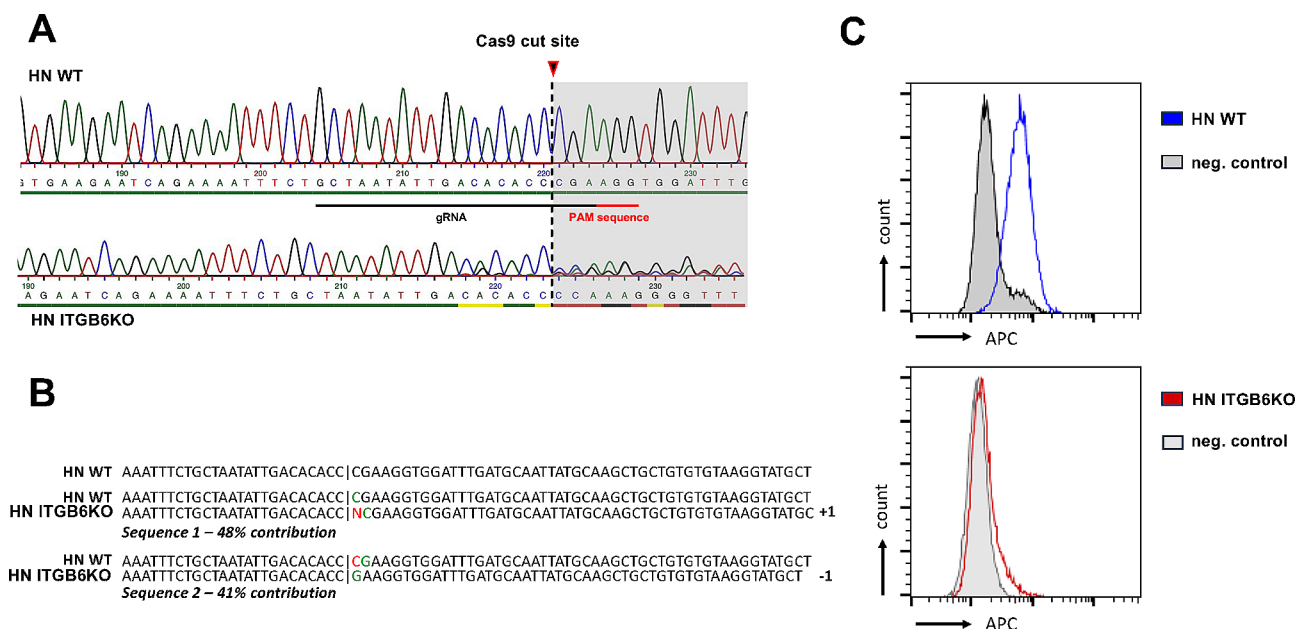 A
Cas9 cut site
HN WT
190 200 210 220 230
GTGAAGAATCAGAAAATTTCTGCTAATATTGACACACCCGAAGGTGGATTTG
gRNA
PAM sequence
190 200 210 220 230
AGAATCAGAAAATTTCTGCTAATATTGACACACCCCAAAGGGGTTT
HN ITGB6KO
B
HN WT AAATTTCTGCTAATATTGACACACC|CGAAGGTGGATTTGATGCAATTATGCAAGCTGCTGTGTGTAAGGTATGCT
HN WT AAATTTCTGCTAATATTGACACACC|CGAAGGTGGATTTGATGCAATTATGCAAGCTGCTGTGTGTAAGGTATGCT
HN ITGB6KO AAATTTCTGCTAATATTGACACACC|NCGAAGGTGGATTTGATGCAATTATGCAAGCTGCTGTGTGTAAGGTATGC +1
Sequence 1 – 48% contribution
HN WT AAATTTCTGCTAATATTGACACACC|CGAAGGTGGATTTGATGCAATTATGCAAGCTGCTGTGTGTAAGGTATGCT
HN ITGB6KO AAATTTCTGCTAATATTGACACACC|GAAGGTGGATTTGATGCAATTATGCAAGCTGCTGTGTGTAAGGTATGCT -1
Sequence 2 – 41% contribution
C
count
APC
HN WT
neg. control
count
APC
HN ITGB6KO
neg. control